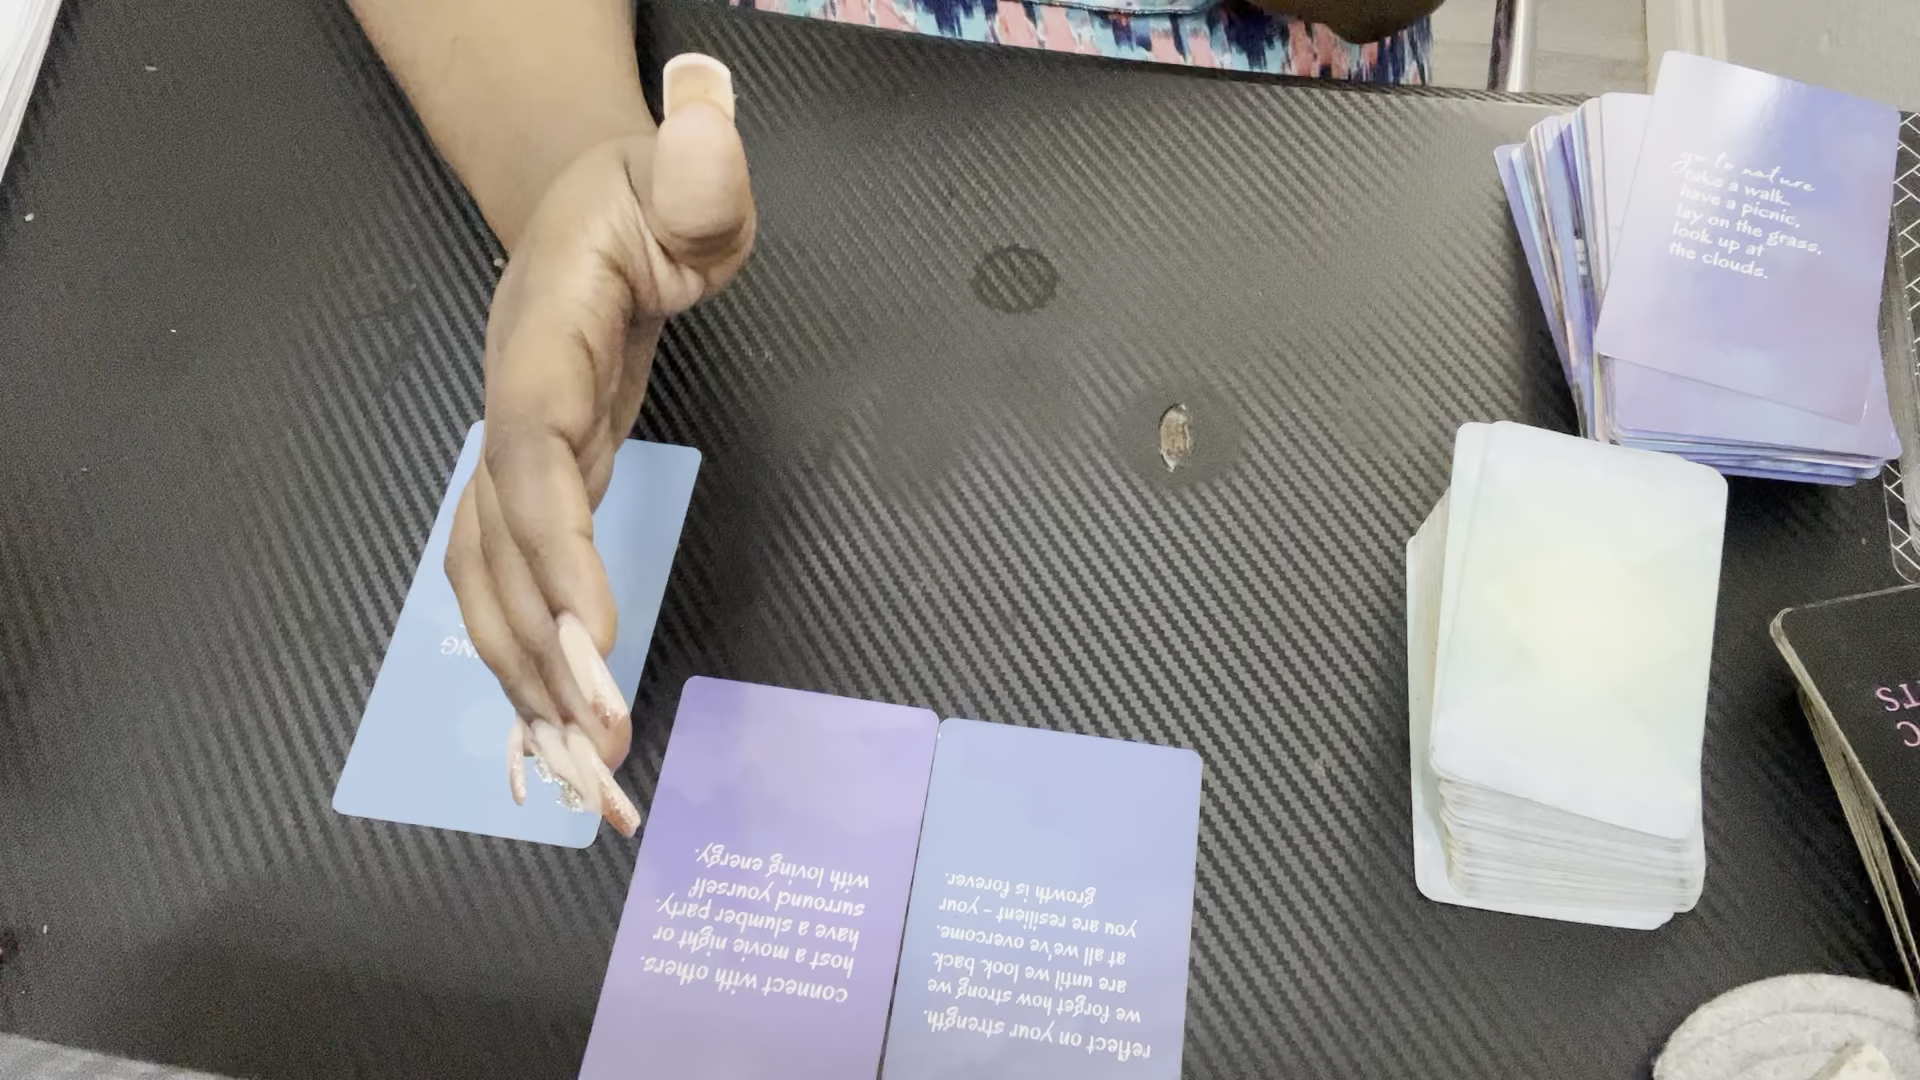 go to nature
take a walk.
have a picnic,
lay on the grass,
look up at
the clouds.
connect with others.
host a movie night or
have a slumber party.
surround yourself
with loving energy.
reflect on your strength.
we forget how strong we
are until we look back
at all we've overcome.
you are resilient - your
growth is forever.